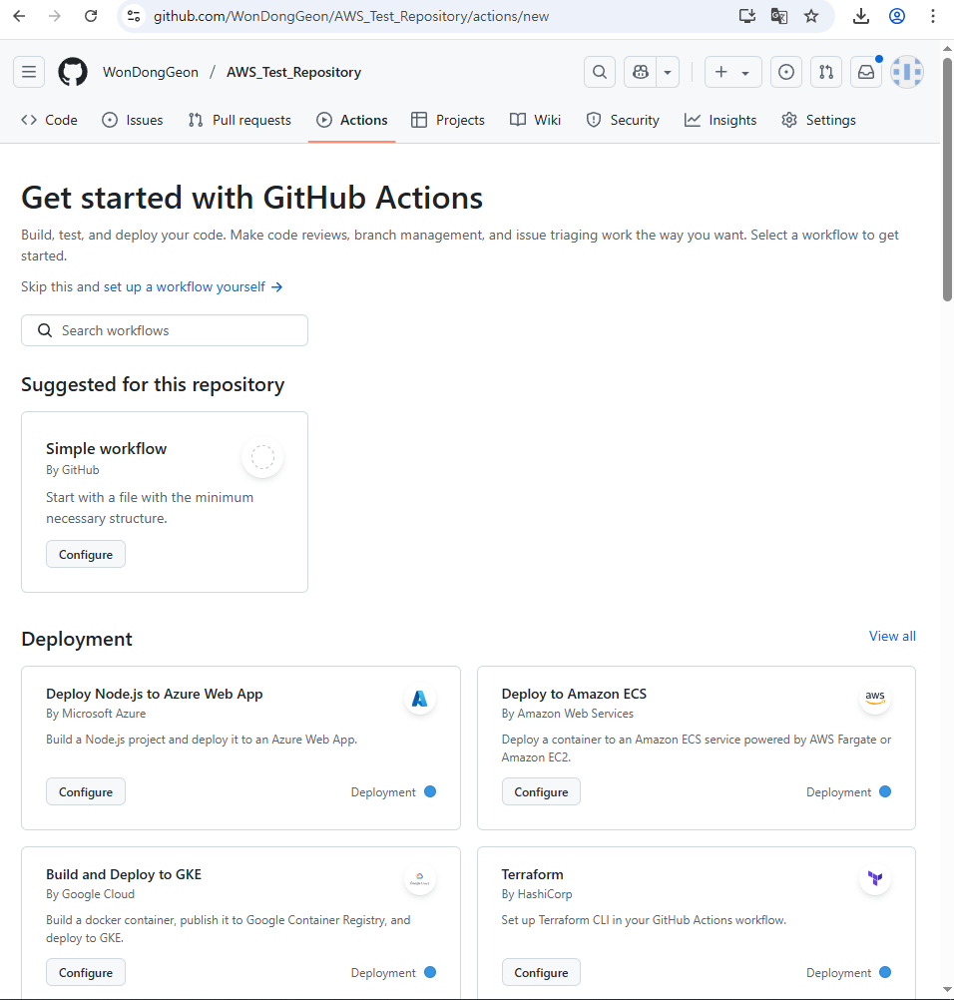 github.com/WonDongGeon/AWS_Test_Repository/actions/new
WonDongGeon / AWS_Test_Repository
Code Issues Pull requests Actions Projects Wiki Security Insights Settings
Get started with GitHub Actions
Build, test, and deploy your code. Make code reviews, branch management, and issue triaging work the way you want. Select a workflow to get
started.
Skip this and set up a workflow yourself →
Search workflows
Suggested for this repository
Simple workflow
By GitHub
Start with a file with the minimum
necessary structure.
Configure
Deployment View all
Deploy Node.js to Azure Web App
By Microsoft Azure
Build a Node.js project and deploy it to an Azure Web App.
Configure Deployment
Deploy to Amazon ECS
aws
By Amazon Web Services
Deploy a container to an Amazon ECS service powered by AWS Fargate or
Amazon EC2.
Configure Deployment
Build and Deploy to GKE
By Google Cloud
Build a docker container, publish it to Google Container Registry, and
deploy to GKE.
Configure Deployment
Terraform
By HashiCorp
Set up Terraform CLI in your GitHub Actions workflow.
Configure Deployment